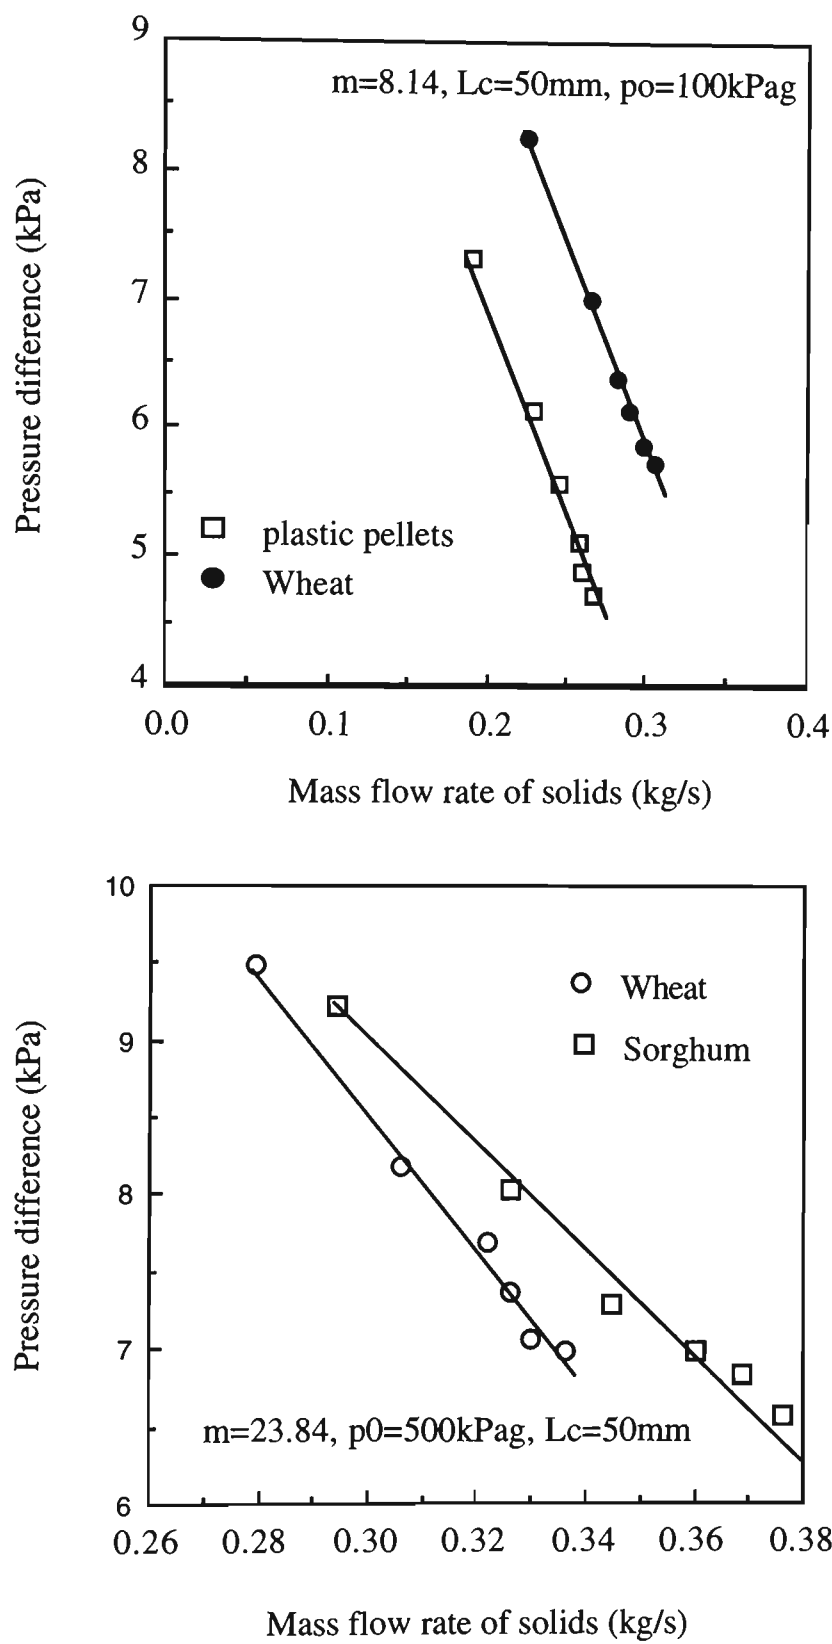 9
m=8.14, Lc=50mm, po=100kPag
8
7
6
5
4
Pressure difference (kPa)
plastic pellets
Wheat
0.0 0.1 0.2 0.3 0.4
Mass flow rate of solids (kg/s)
10
Wheat
Sorghum
9
8
7
6
Pressure difference (kPa)
m=23.84, p0=500kPag, Lc=50mm
0.26 0.28 0.30 0.32 0.34 0.36 0.38
Mass flow rate of solids (kg/s)